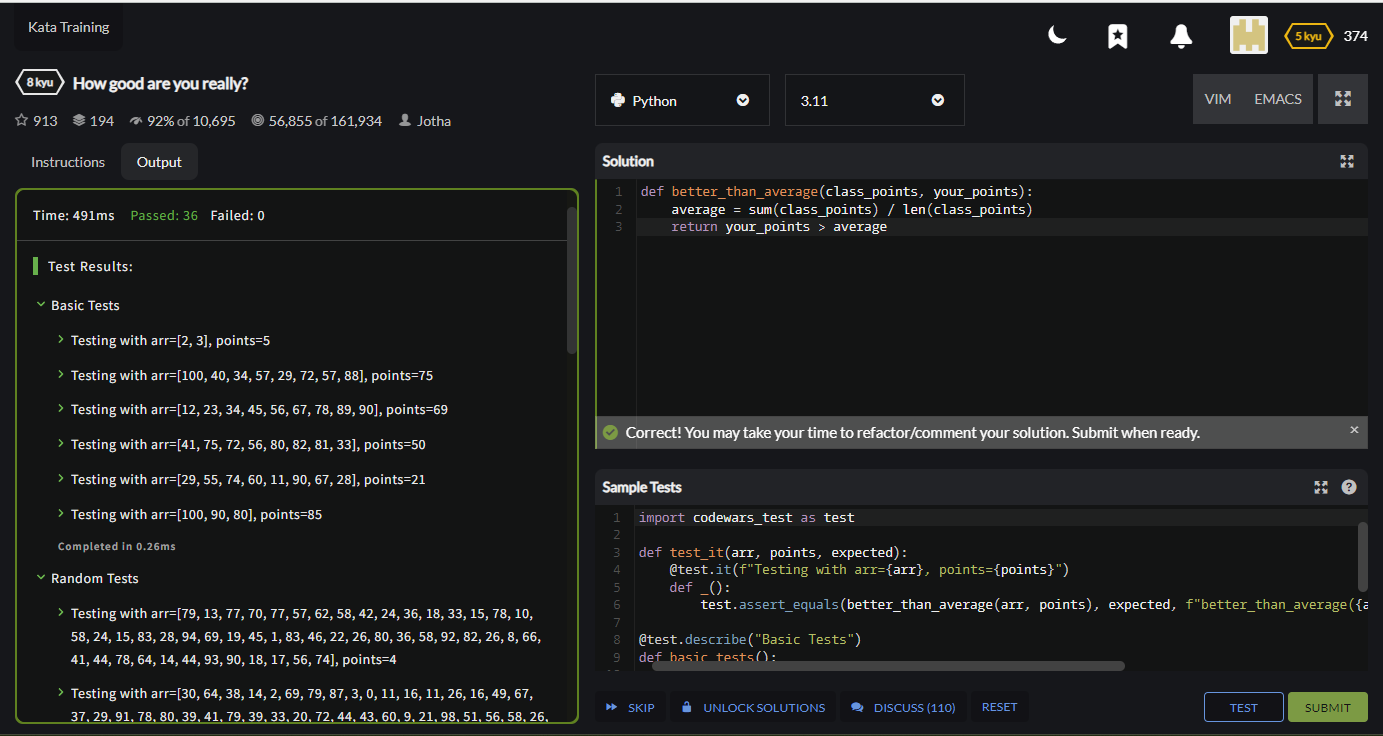 Kata Training
5 kyu 374
8 kyu How good are you really?
913 194 92% of 10,695 56,855 of 161,934 Jotha
Python
3.11
VIM EMACS
Instructions Output
Time: 491ms Passed: 36 Failed: 0
Test Results:
Basic Tests
Testing with arr=[2, 3], points=5
Testing with arr=[100, 40, 34, 57, 29, 72, 57, 88], points=75
Testing with arr=[12, 23, 34, 45, 56, 67, 78, 89, 90], points=69
Testing with arr=[41, 75, 72, 56, 80, 82, 81, 33], points=50
Testing with arr=[29, 55, 74, 60, 11, 90, 67, 28], points=21
Testing with arr=[100, 90, 80], points=85
Completed in 0.26ms
Random Tests
Testing with arr=[79, 13, 77, 70, 77, 57, 62, 58, 42, 24, 36, 18, 33, 15, 78, 10,
58, 24, 15, 83, 28, 94, 69, 19, 45, 1, 83, 46, 22, 26, 80, 36, 58, 92, 82, 26, 8, 66,
41, 44, 78, 64, 14, 44, 93, 90, 18, 17, 56, 74], points=4
Testing with arr=[30, 64, 38, 14, 2, 69, 79, 87, 3, 0, 11, 16, 11, 26, 16, 49, 67,
37, 29, 91, 78, 80, 39, 41, 79, 39, 33, 20, 72, 44, 43, 60, 9, 21, 98, 51, 56, 58, 26,
Solution
1 def better_than_average(class_points, your_points):
2 average = sum(class_points) / len(class_points)
3 return your_points > average
Correct! You may take your time to refactor/comment your solution. Submit when ready. ×
Sample Tests ?
1 import codewars_test as test
2
3 def test_it(arr, points, expected):
4 @test.it(f"Testing with arr={arr}, points={points}")
5 def _():
6 test.assert_equals(better_than_average(arr, points), expected, f"better_than_average({a
7
8 @test.describe("Basic Tests")
9 def basic_tests():
SKIP UNLOCK SOLUTIONS DISCUSS (110) RESET TEST SUBMIT